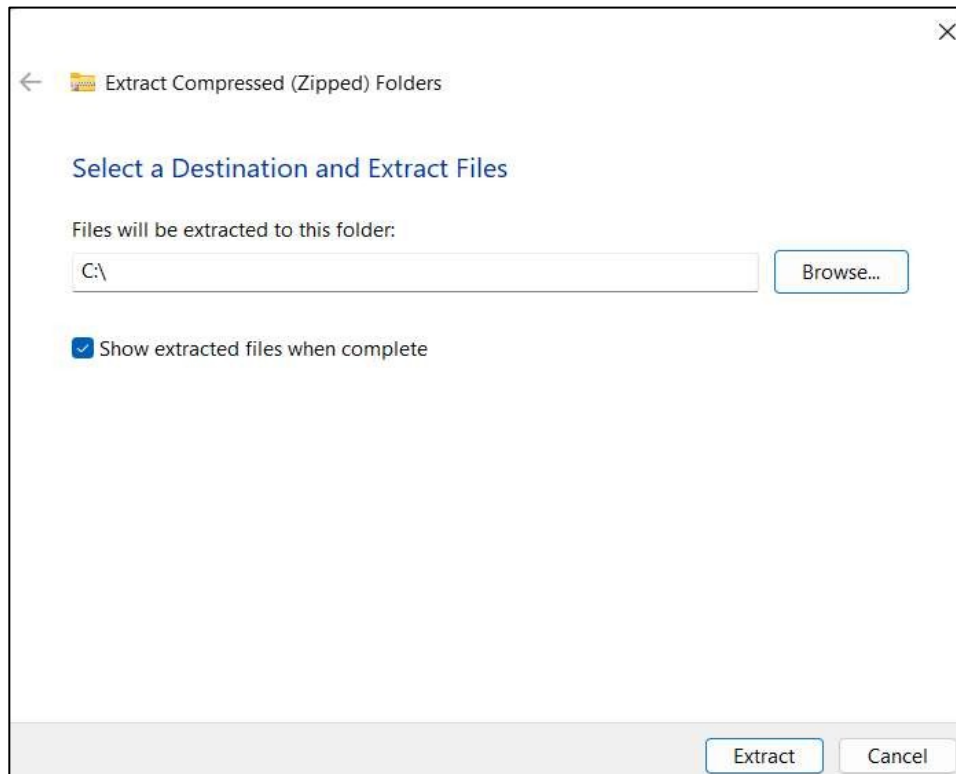 Extract Compressed (Zipped) Folders
Select a Destination and Extract Files
Files will be extracted to this folder:
C:\
Browse...
Show extracted files when complete
Extract
Cancel